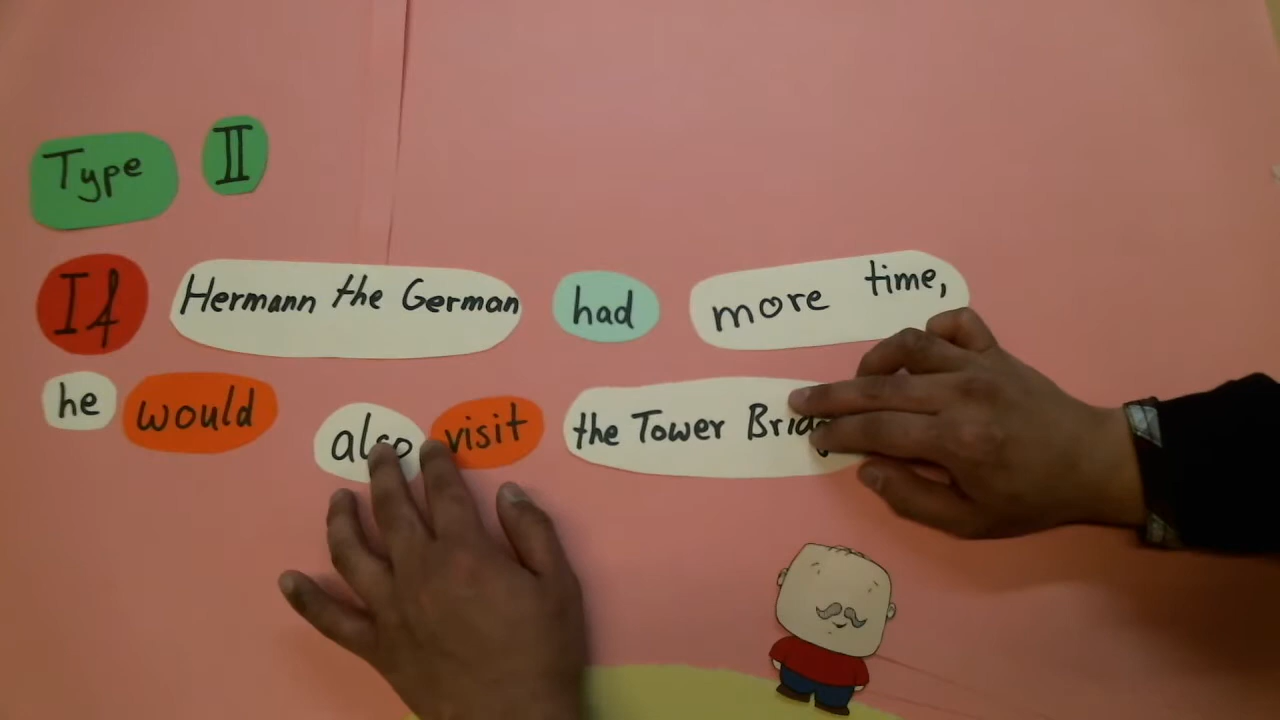 Type II
If Hermann the German had more time,
he would also visit the Tower